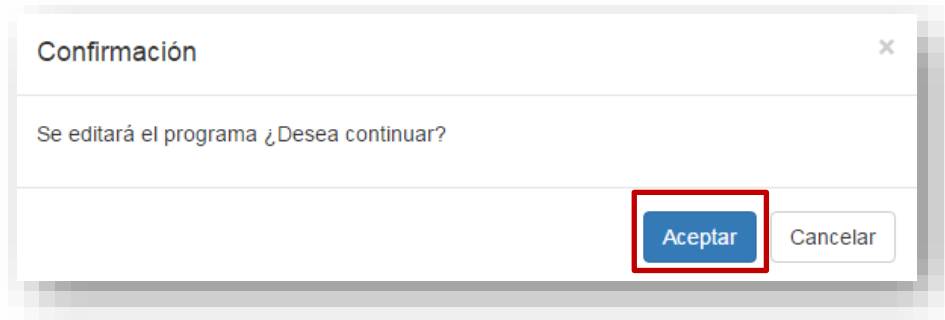 Confirmación ×
Se editará el programa ¿Desea continuar?
Aceptar Cancelar